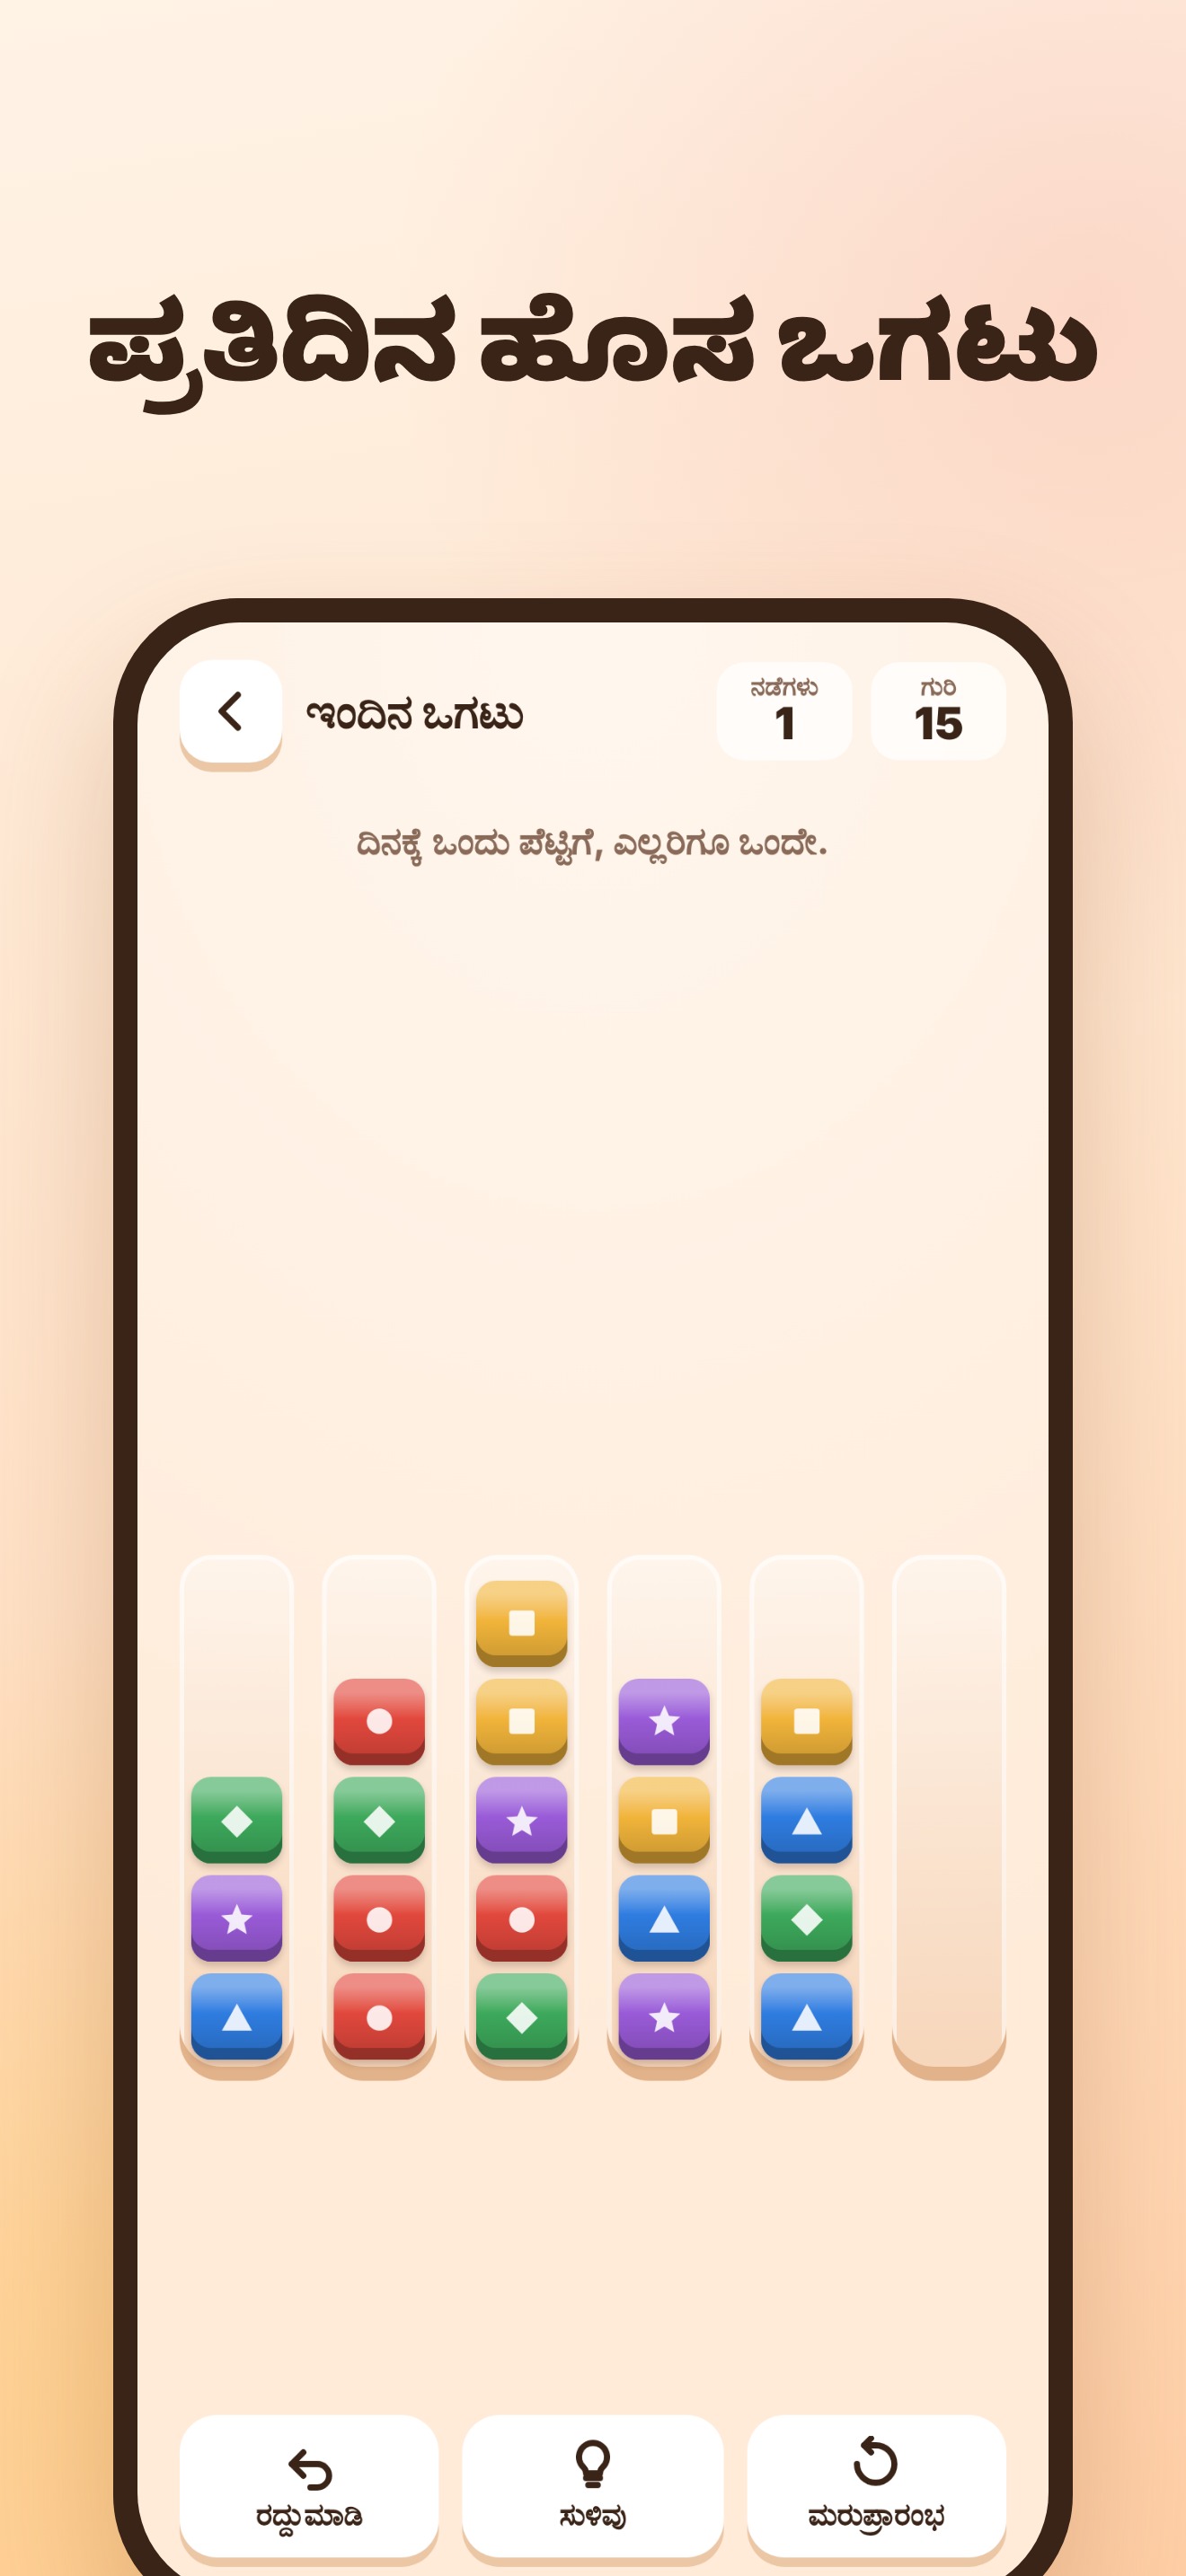 ಪ್ರತಿದಿನ ಹೊಸ ಒಗಟು
ಇಂದಿನ ಒಗಟು
ನಡೆಗಳು
1
ಗುರಿ
15
ದಿನಕ್ಕೆ ಒಂದು ಪೆಟ್ಟಿಗೆ, ಎಲ್ಲರಿಗೂ ಒಂದೇ.
ರದ್ದುಮಾಡಿ
ಸುಳಿವು
ಮರುಪ್ರಾರಂಭ